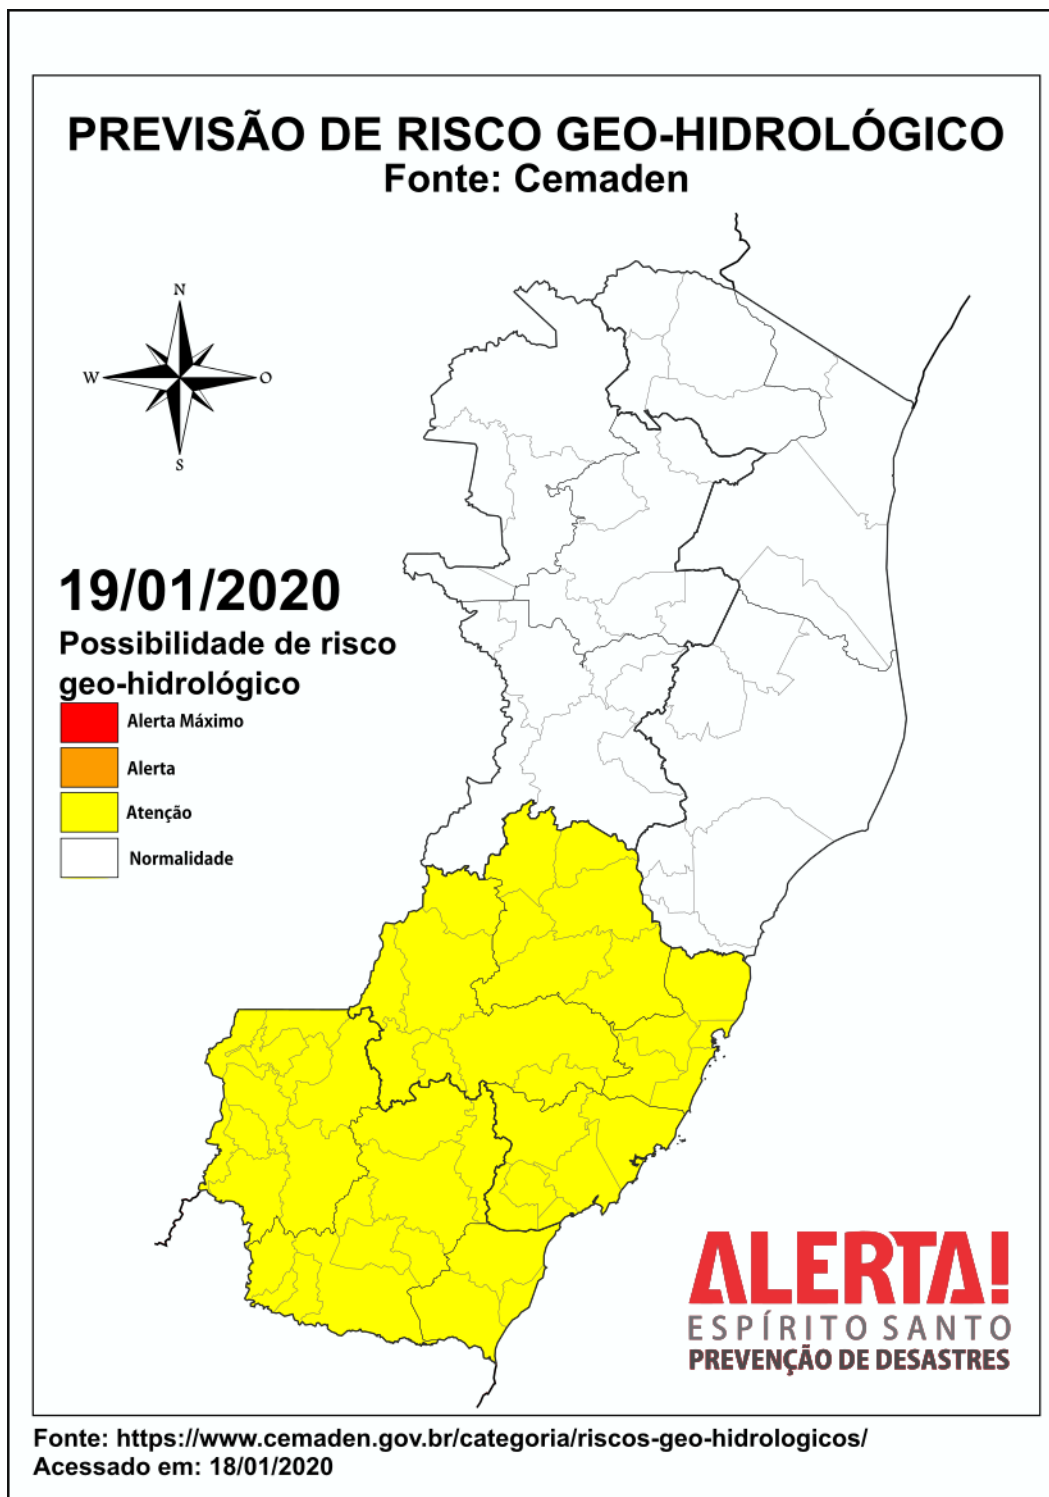 PREVISÃO DE RISCO GEO-HIDROLÓGICO
Fonte: Cemaden
N
W
O
S
19/01/2020
Possibilidade de risco
geo-hidrológico
Alerta Máximo
Alerta
Atenção
Normalidade
ALERTA!
ESPÍRITO SANTO
PREVENÇÃO DE DESASTRES
Fonte: https://www.cemaden.gov.br/categoria/riscos-geo-hidrologicos/
Acessado em: 18/01/2020